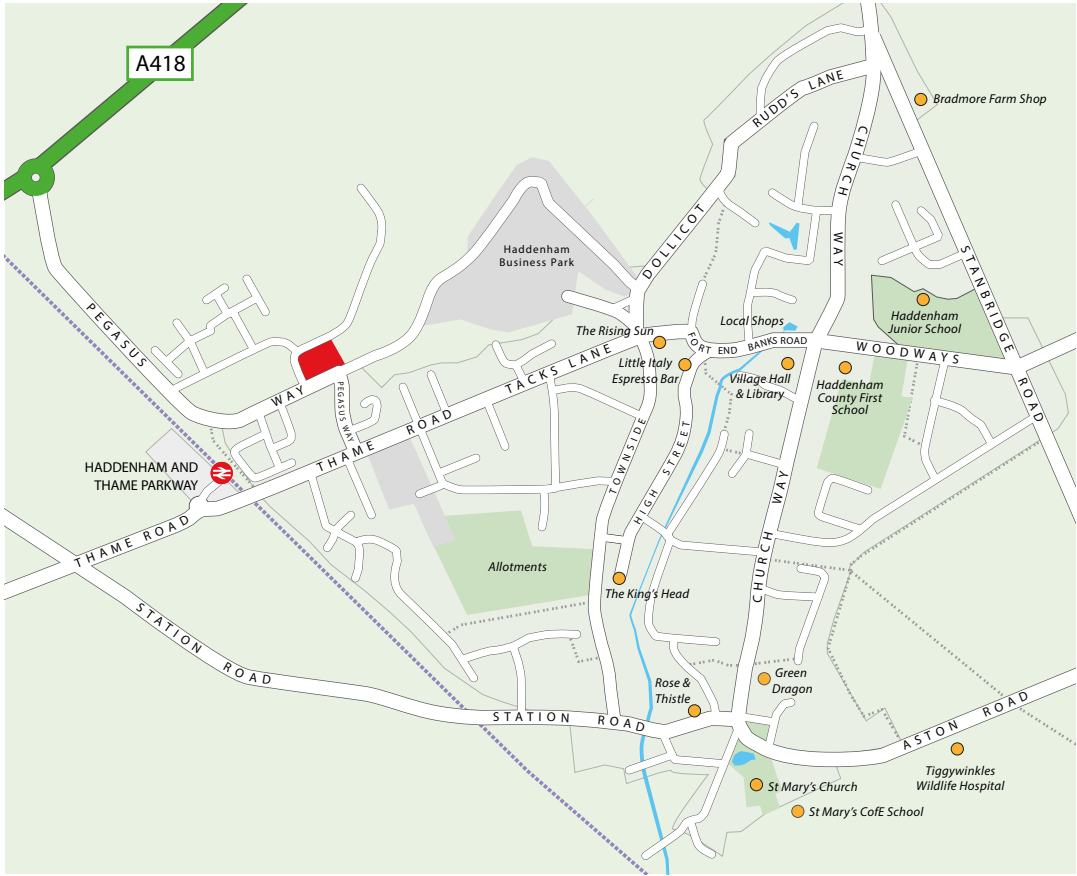 A418
RUDD'S LANE
Bradmore Farm Shop
CHURCH WAY
DOLLICOT
STANBRIDGE ROAD
Haddenham
Business Park
PEGASUS WAY
Haddenham
Junior School
Local Shops
The Rising Sun
FORT END
BANKS ROAD
WOODWAYS
Little Italy
Espresso Bar
TACKS LANE
Village Hall
& Library
Haddenham
County First
School
PEGASUS WAY
THAME ROAD
TOWNSIDE
HIGH STREET
HADDENHAM AND
THAME PARKWAY
CHURCH WAY
THAME ROAD
Allotments
The King's Head
STATION ROAD
Green
Dragon
Rose &
Thistle
STATION ROAD
ASTON ROAD
Tiggywinkles
Wildlife Hospital
St Mary's Church
St Mary's CofE School